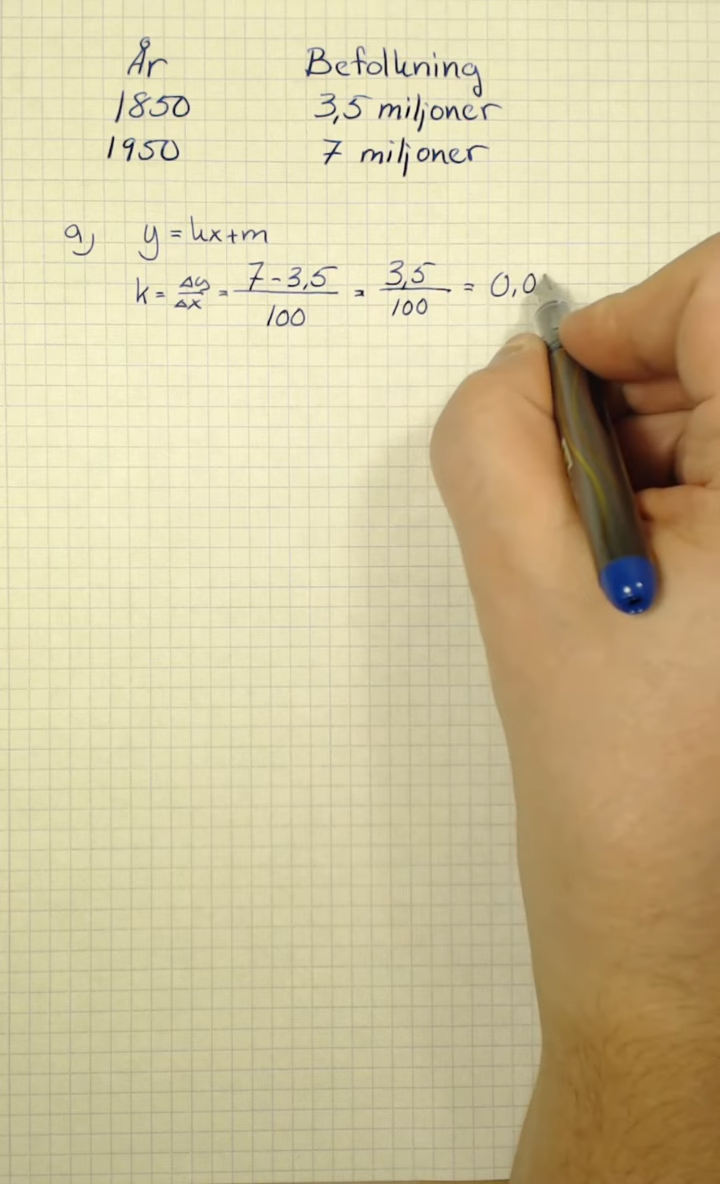 År Befolkning
1850 3,5 miljoner
1950 7 miljoner
a) y = kx+m
k = Δy/Δx = 7-3,5/100 = 3,5/100 = 0,0